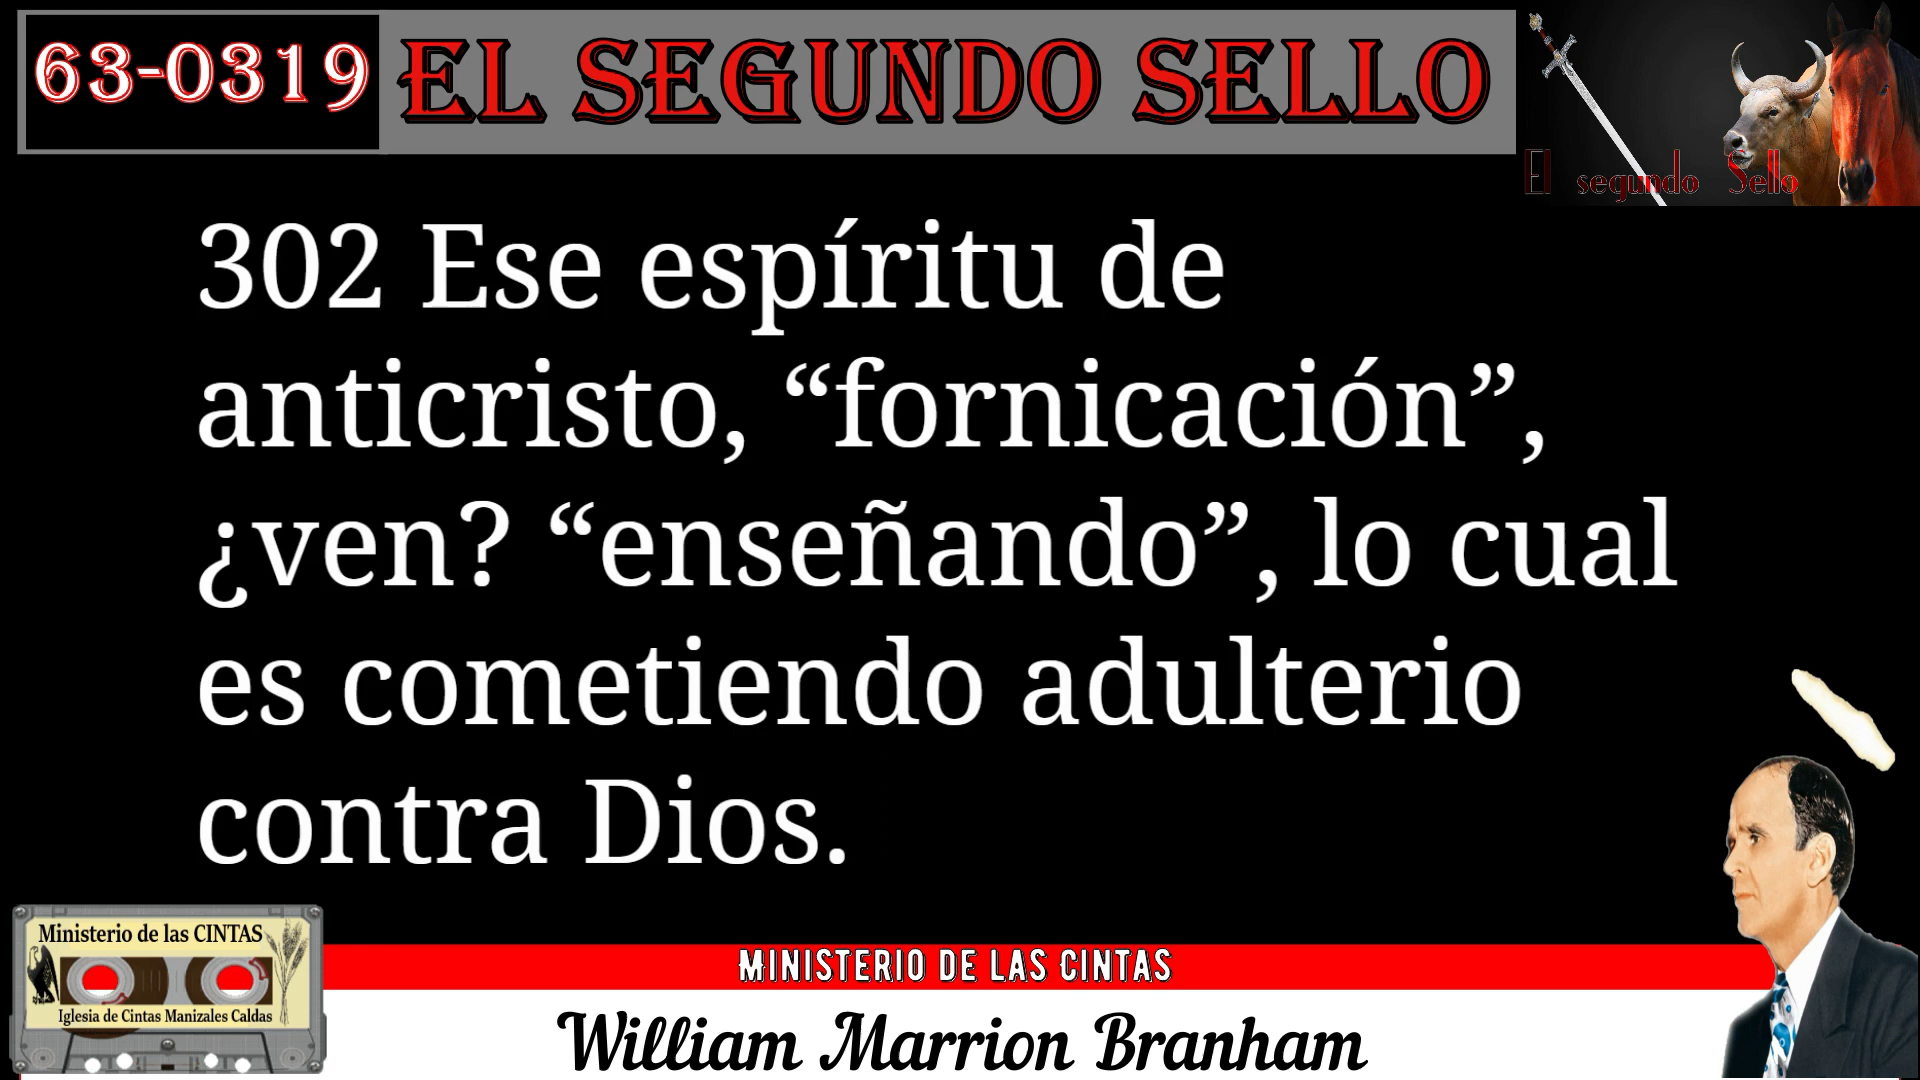 63-0319 EL SEGUNDO SELLO
El segundo Sello
302 Ese espíritu de
anticristo, “fornicación”,
¿ven? “enseñando”, lo cual
es cometiendo adulterio
contra Dios.
Ministerio de las CINTAS
Iglesia de Cintas Manizales Caldas
MINISTERIO DE LAS CINTAS
William Marrion Branham